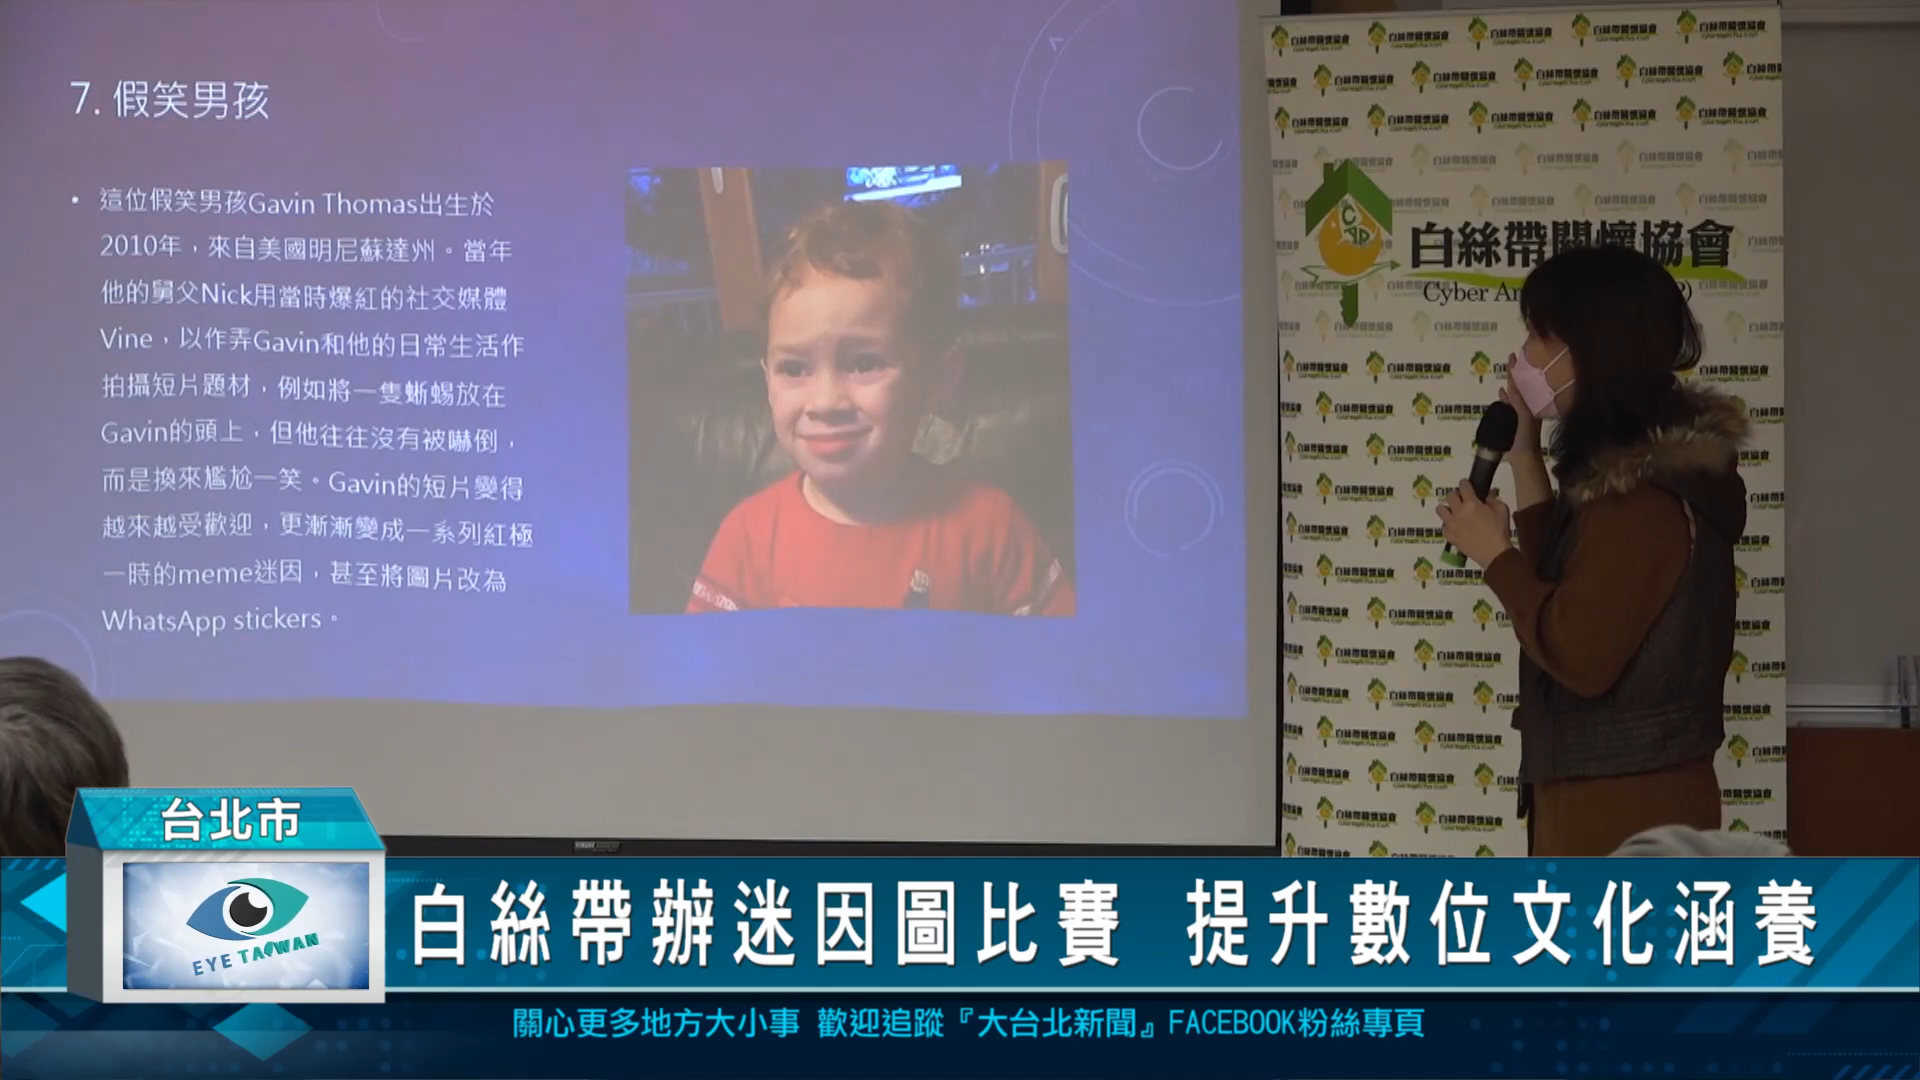 7. 假笑男孩
• 這位假笑男孩Gavin Thomas出生於
2010年，來自美國明尼蘇達州。當年
他的舅父Nick用當時爆紅的社交媒體
Vine，以作弄Gavin和他的日常生活作
拍攝短片題材，例如將一隻蜥蜴放在
Gavin的頭上，但他往往沒有被嚇倒，
而是換來尷尬一笑。Gavin的短片變得
越來越受歡迎，更漸漸變成一系列紅極
一時的meme迷因，甚至將圖片改為
WhatsApp stickers。
白絲帶關懷協會
Cyber
台北市
EYE TAIWAN
白絲帶辦迷因圖比賽 提升數位文化涵養
關心更多地方大小事 歡迎追蹤『大台北新聞』FACEBOOK粉絲專頁